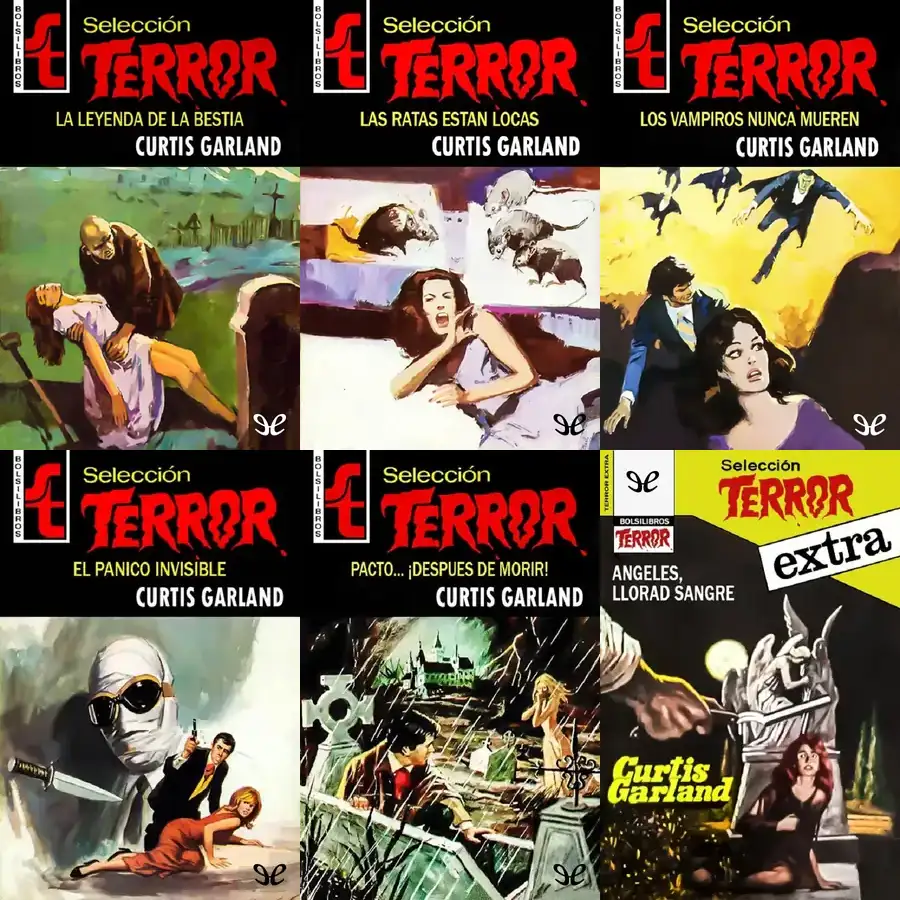 BOLSILIBROS
Selección
TERROR
LA LEYENDA DE LA BESTIA
CURTIS GARLAND
BOLSILIBROS
Selección
TERROR
LAS RATAS ESTAN LOCAS
CURTIS GARLAND
BOLSILIBROS
Selección
TERROR
LOS VAMPIROS NUNCA MUEREN
CURTIS GARLAND
BOLSILIBROS
Selección
TERROR
EL PANICO INVISIBLE
CURTIS GARLAND
BOLSILIBROS
Selección
TERROR
PACTO... ¡DESPUES DE MORIR!
CURTIS GARLAND
TERROR EXTRA
Selección
TERROR
extra
BOLSILIBROS
TERROR
ANGELES,
LLORAD SANGRE
Curtis
Garland